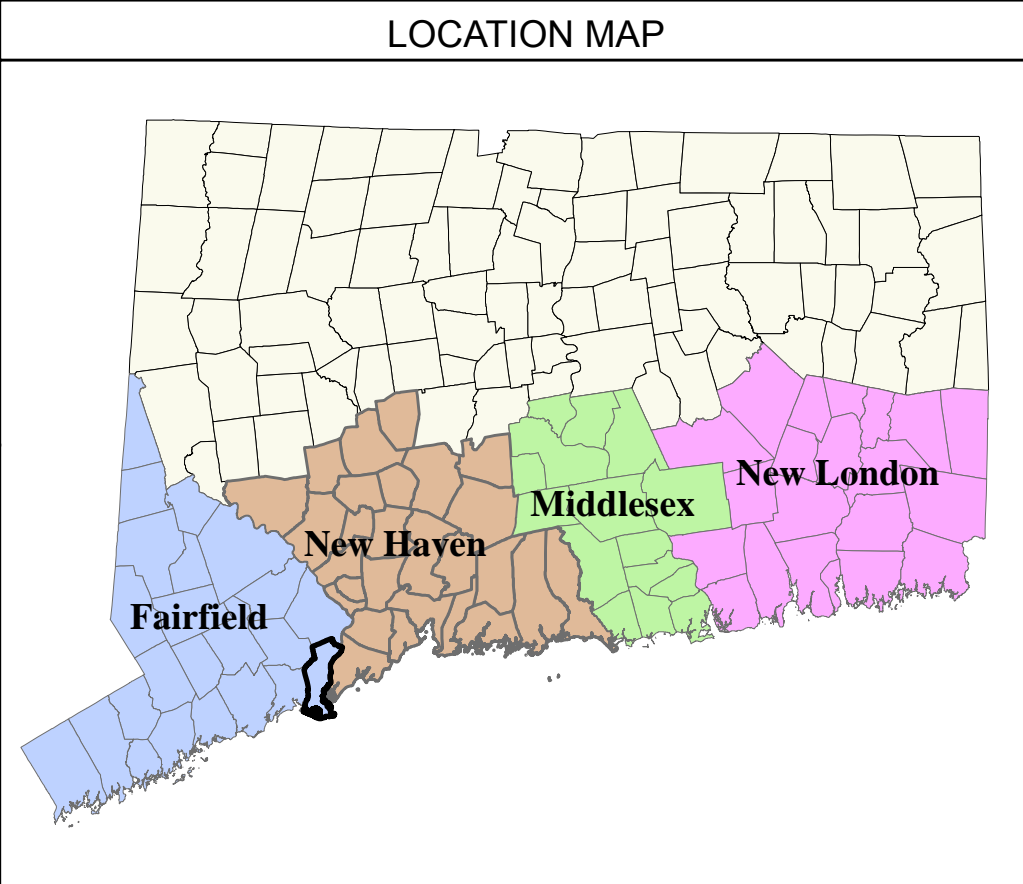 LOCATION MAP
New London
Middlesex
New Haven
Fairfield